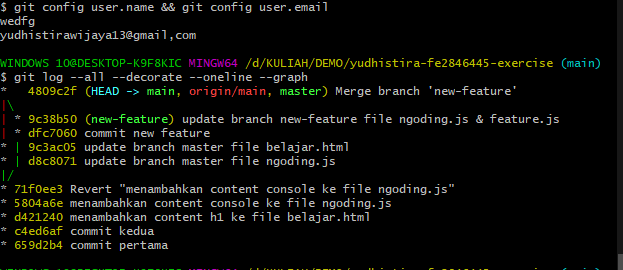 $ git config user.name && git config user.email
wedfg
yudhistirawijaya13@gmail,com
WINDOWS 10@DESKTOP-K9F8KIC MINGW64 /d/KULIAH/DEMO/yudhistira-fe2846445-exercise (main)
$ git log --all --decorate --oneline --graph
*   4809c2f (HEAD -> main, origin/main, master) Merge branch 'new-feature'
|\
| * 9c38b50 (new-feature) update branch new-feature file ngoding.js & feature.js
| * dfc7060 commit new feature
* | 9c3ac05 update branch master file belajar.html
* | d8c8071 update branch master file ngoding.js
|/
* 71f0ee3 Revert "menambahkan content console ke file ngoding.js"
* 5804a6e menambahkan content console ke file ngoding.js
* d421240 menambahkan content h1 ke file belajar.html
* c4ed6af commit kedua
* 659d2b4 commit pertama